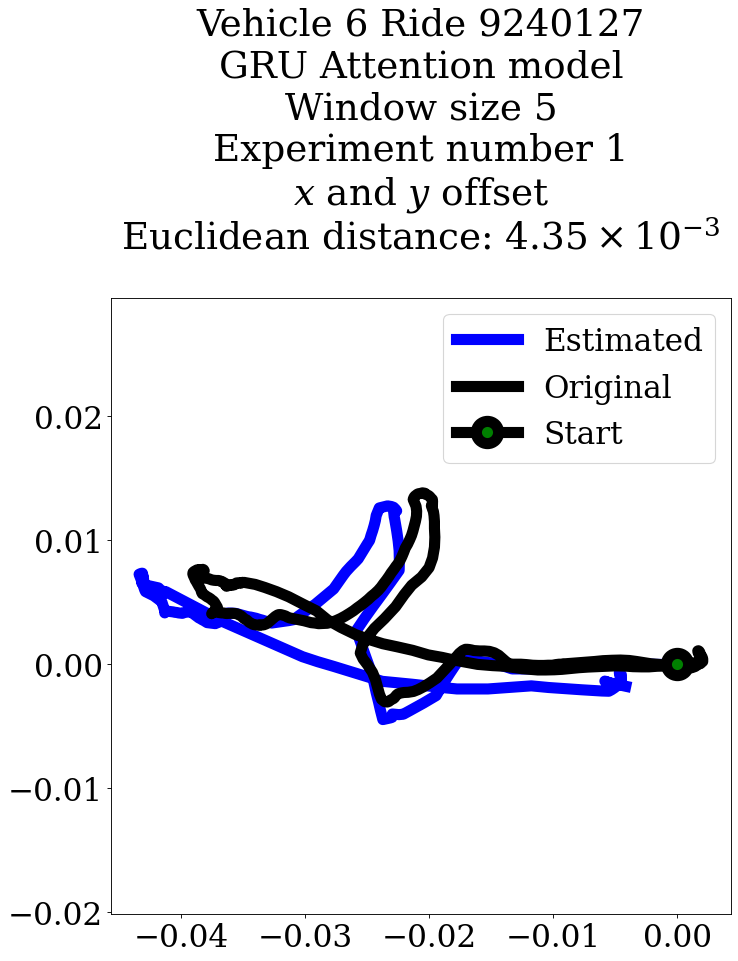 Vehicle 6 Ride 9240127
GRU Attention model
Window size 5
Experiment number 1
x and y offset
Euclidean distance: 4.35 × 10⁻³
Estimated
Original
Start
0.02
0.01
0.00
−0.01
−0.02
−0.04 −0.03 −0.02 −0.01 0.00